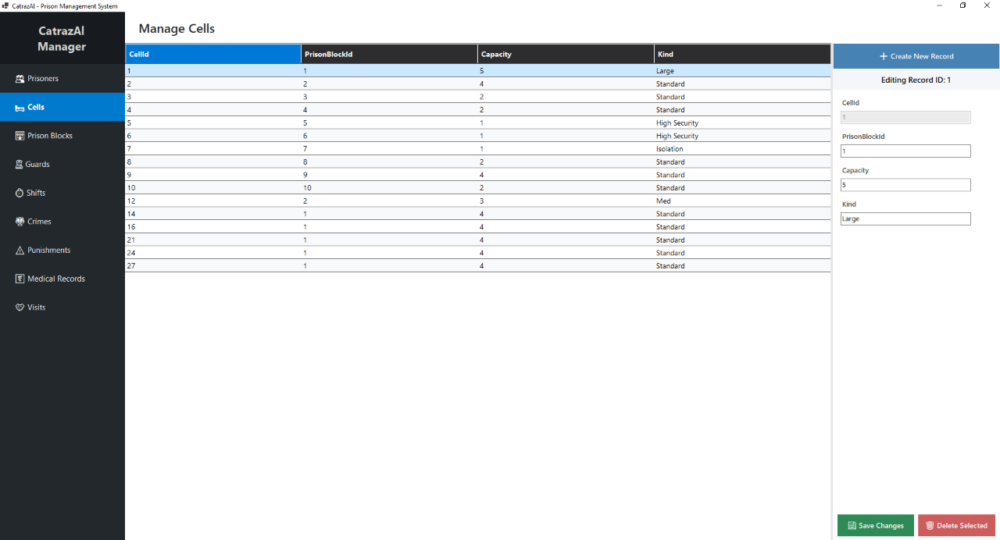 CatrazAI - Prison Management System
CatrazAI
Manager
Prisoners
Cells
Prison Blocks
Guards
Shifts
Crimes
Punishments
Medical Records
Visits
Manage Cells
CellId PrisonBlockId Capacity Kind
1 1 5 Large
2 2 4 Standard
3 3 2 Standard
4 4 2 Standard
5 5 1 High Security
6 6 1 High Security
7 7 1 Isolation
8 8 2 Standard
9 9 4 Standard
10 10 2 Standard
12 2 3 Med
14 1 4 Standard
16 1 4 Standard
21 1 4 Standard
24 1 4 Standard
27 1 4 Standard
Create New Record
Editing Record ID: 1
CellId
1
PrisonBlockId
1
Capacity
5
Kind
Large
Save Changes
Delete Selected